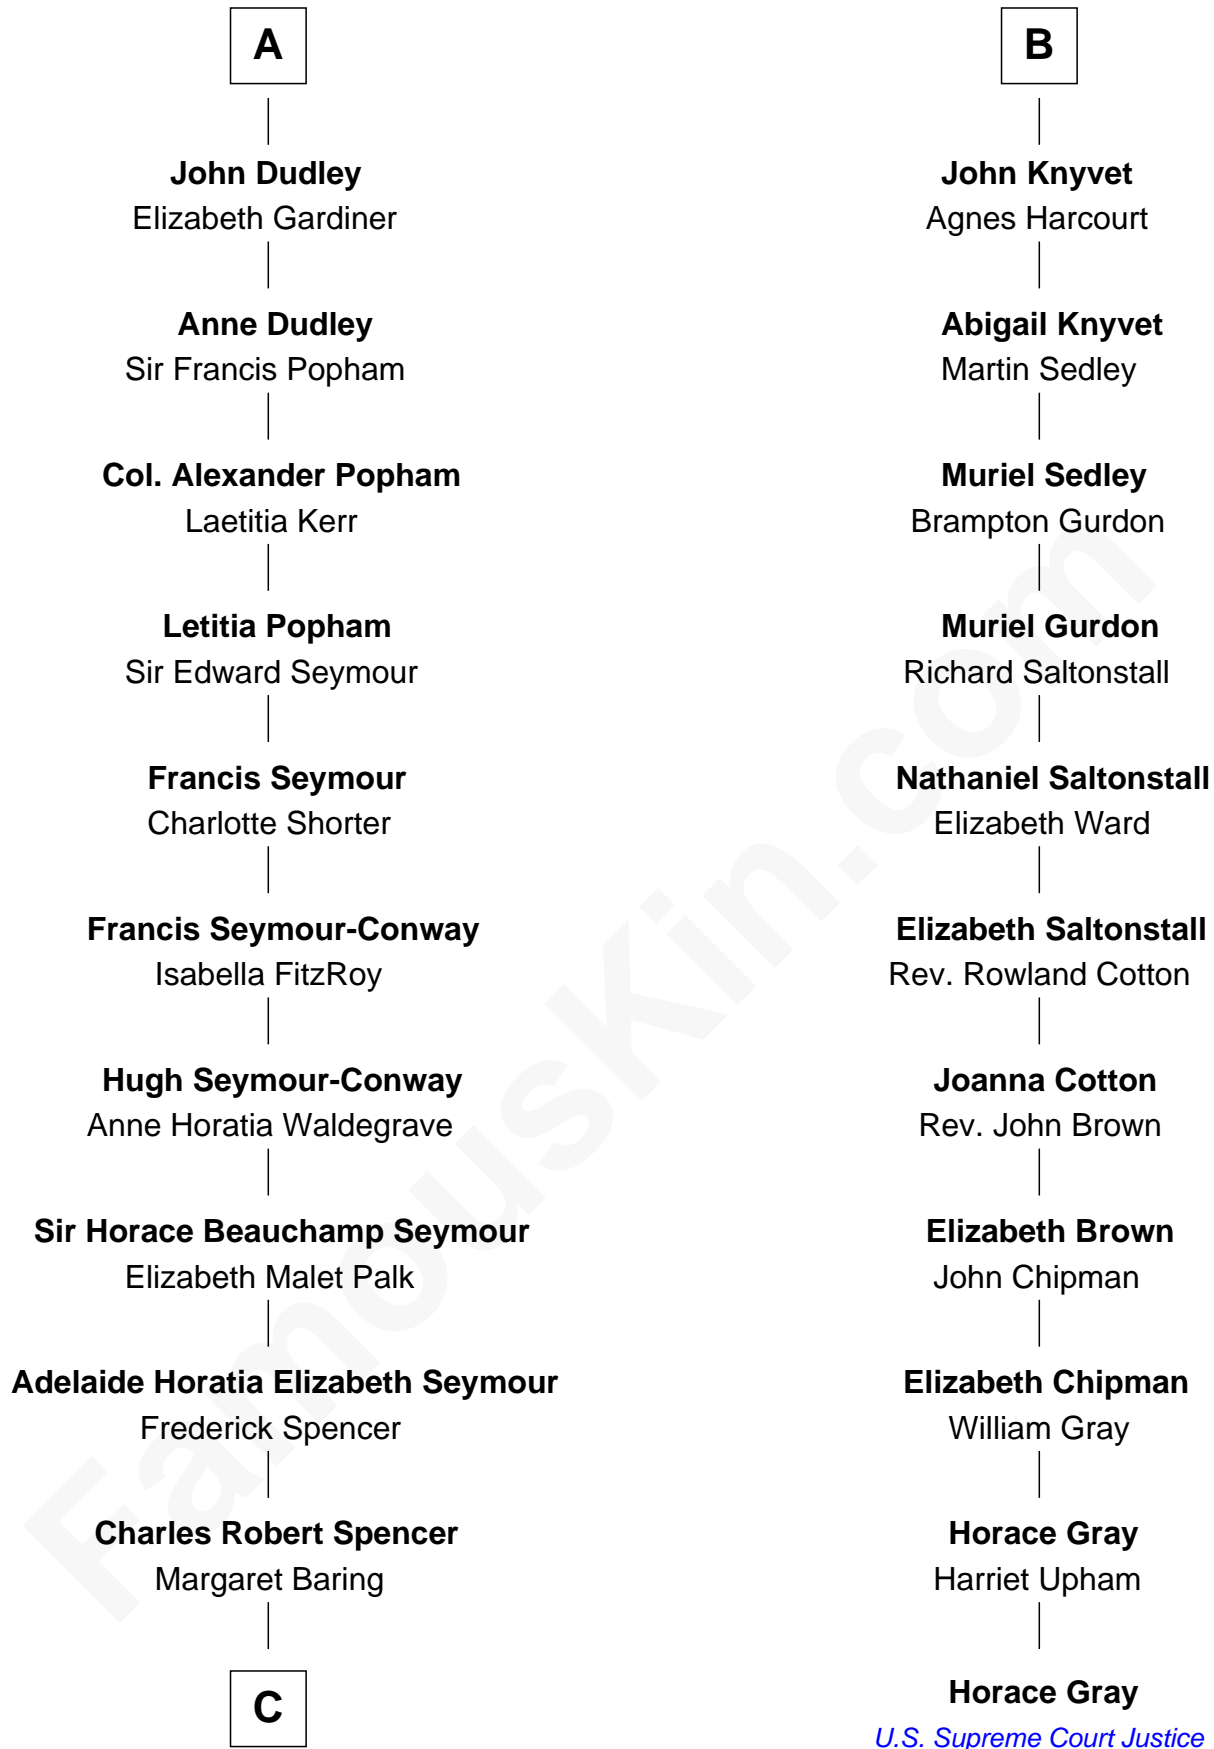 A
John Dudley
Elizabeth Gardiner
Anne Dudley
Sir Francis Popham
Col. Alexander Popham
Laetitia Kerr
Letitia Popham
Sir Edward Seymour
Francis Seymour
Charlotte Shorter
Francis Seymour-Conway
Isabella FitzRoy
Hugh Seymour-Conway
Anne Horatia Waldegrave
Sir Horace Beauchamp Seymour
Elizabeth Malet Palk
Adelaide Horatia Elizabeth Seymour
Frederick Spencer
Charles Robert Spencer
Margaret Baring
C
B
John Knyvet
Agnes Harcourt
Abigail Knyvet
Martin Sedley
Muriel Sedley
Brampton Gurdon
Muriel Gurdon
Richard Saltonstall
Nathaniel Saltonstall
Elizabeth Ward
Elizabeth Saltonstall
Rev. Rowland Cotton
Joanna Cotton
Rev. John Brown
Elizabeth Brown
John Chipman
Elizabeth Chipman
William Gray
Horace Gray
Harriet Upham
Horace Gray
U.S. Supreme Court Justice
FamousKin.com